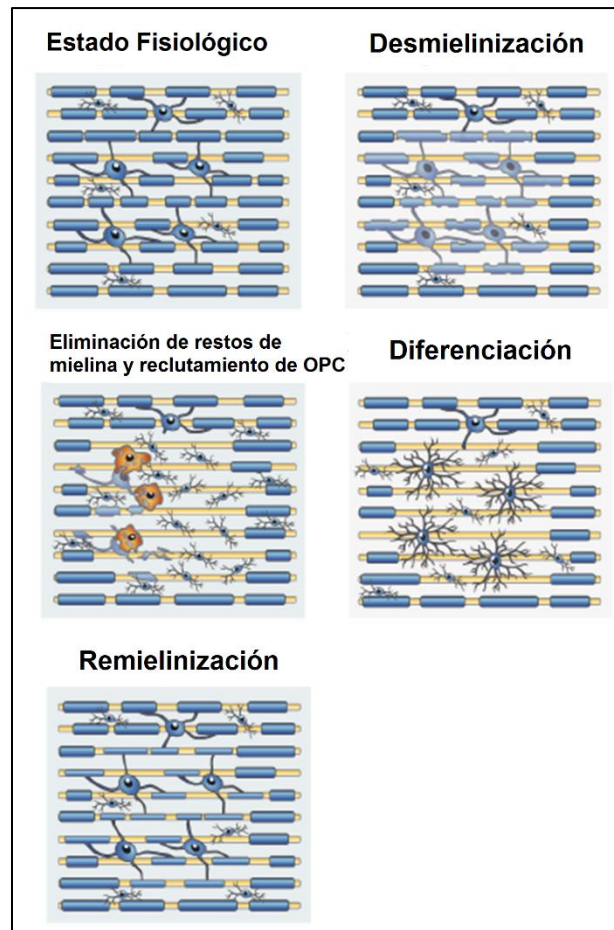 Estado Fisiológico
Desmielinización
Eliminación de restos de
mielina y reclutamiento de OPC
Diferenciación
Remielinización